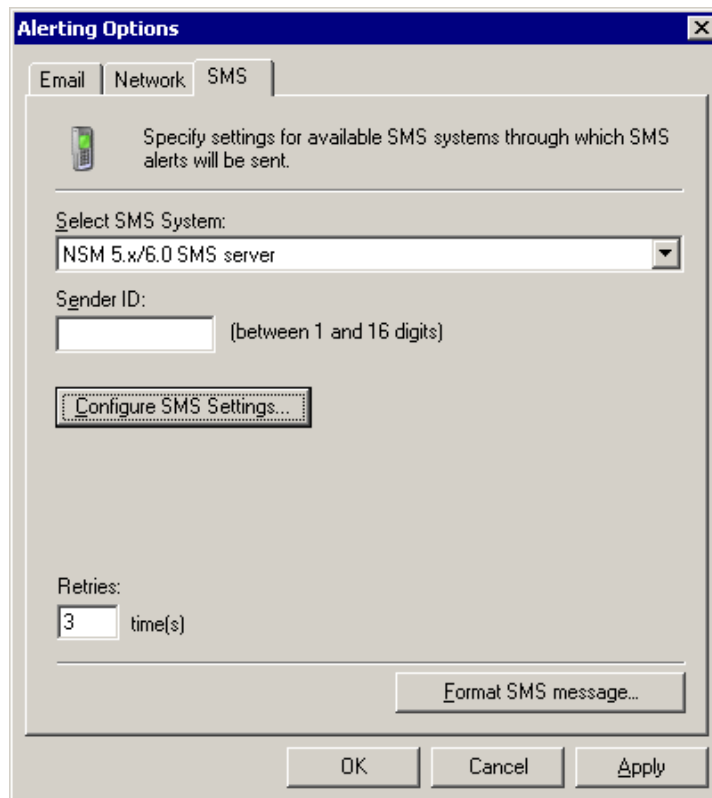 Alerting Options
Email
Network
SMS
Specify settings for available SMS systems through which SMS
alerts will be sent.
Select SMS System:
NSM 5.x/6.0 SMS server
Sender ID:
(between 1 and 16 digits)
Configure SMS Settings...
Retries:
3 time(s)
Format SMS message...
OK
Cancel
Apply